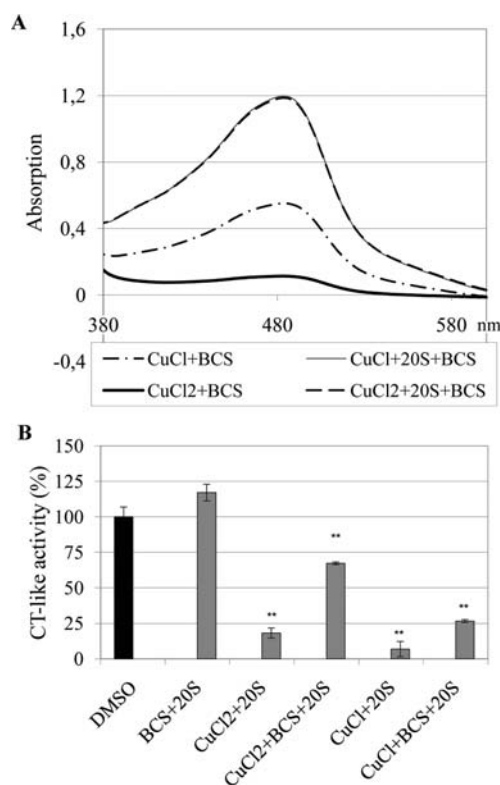 A
1,6
1,2
0,8
0,4
0
-0,4
Absorption
380 480 580 nm
CuCl+BCS CuCl+20S+BCS
CuCl2+BCS CuCl2+20S+BCS
B
150
125
100
75
50
25
0
CT-like activity (%)
** ** ** **
DMSO
BCS+20S
CuCl2+20S
CuCl2+BCS+20S
CuCl+20S
CuCl+BCS+20S